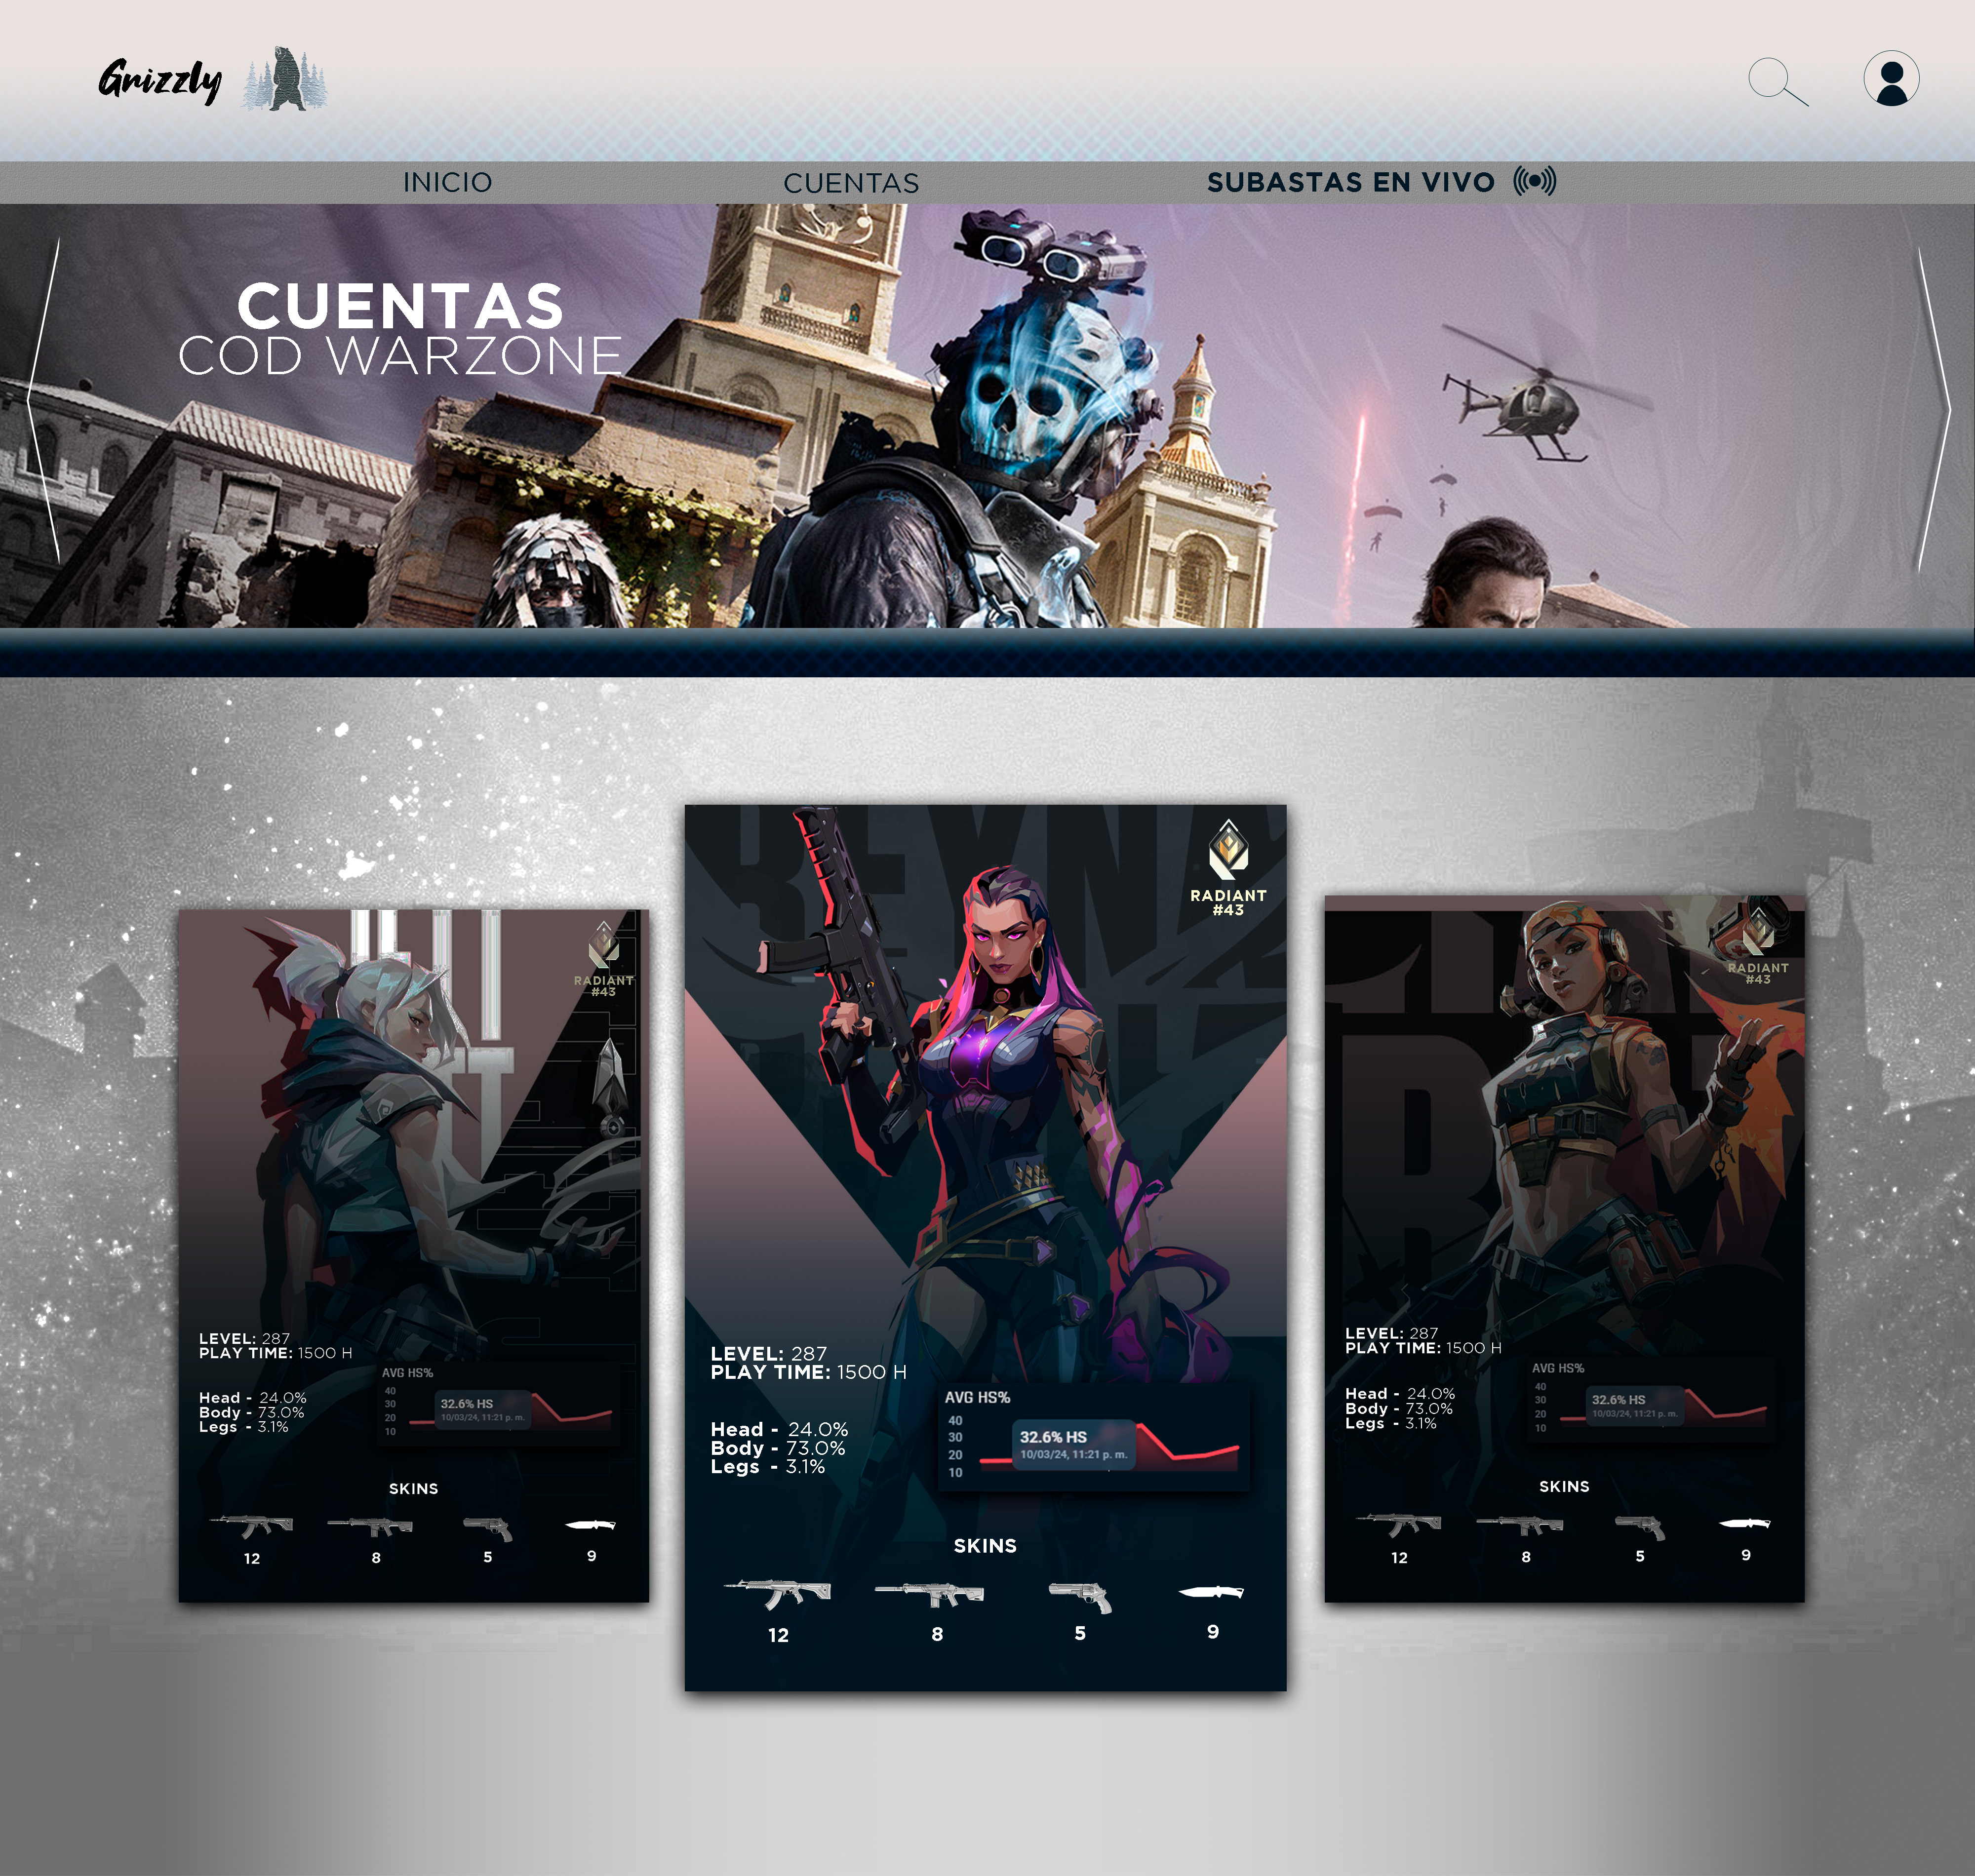 Grizzly
INICIO
CUENTAS
SUBASTAS EN VIVO
CUENTAS
COD WARZONE
RADIANT
#43
LEVEL: 287
PLAY TIME: 1500 H
Head - 24.0%
Body - 73.0%
Legs - 3.1%
AVG HS%
40
30
20
10
32.6% HS
10/03/24, 11:21 p. m.
SKINS
12
8
5
9
REYNA
RADIANT
#43
LEVEL: 287
PLAY TIME: 1500 H
Head - 24.0%
Body - 73.0%
Legs - 3.1%
AVG HS%
40
30
20
10
32.6% HS
10/03/24, 11:21 p. m.
SKINS
12
8
5
9
RADIANT
#43
LEVEL: 287
PLAY TIME: 1500 H
Head - 24.0%
Body - 73.0%
Legs - 3.1%
AVG HS%
40
30
20
10
32.6% HS
10/03/24, 11:21 p. m.
SKINS
12
8
5
9